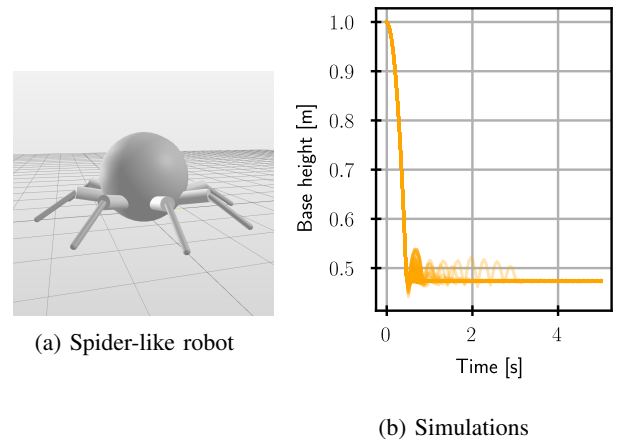 (a) Spider-like robot
Base height [m]
1.0
0.9
0.8
0.7
0.6
0.5
0
2
4
Time [s]
(b) Simulations